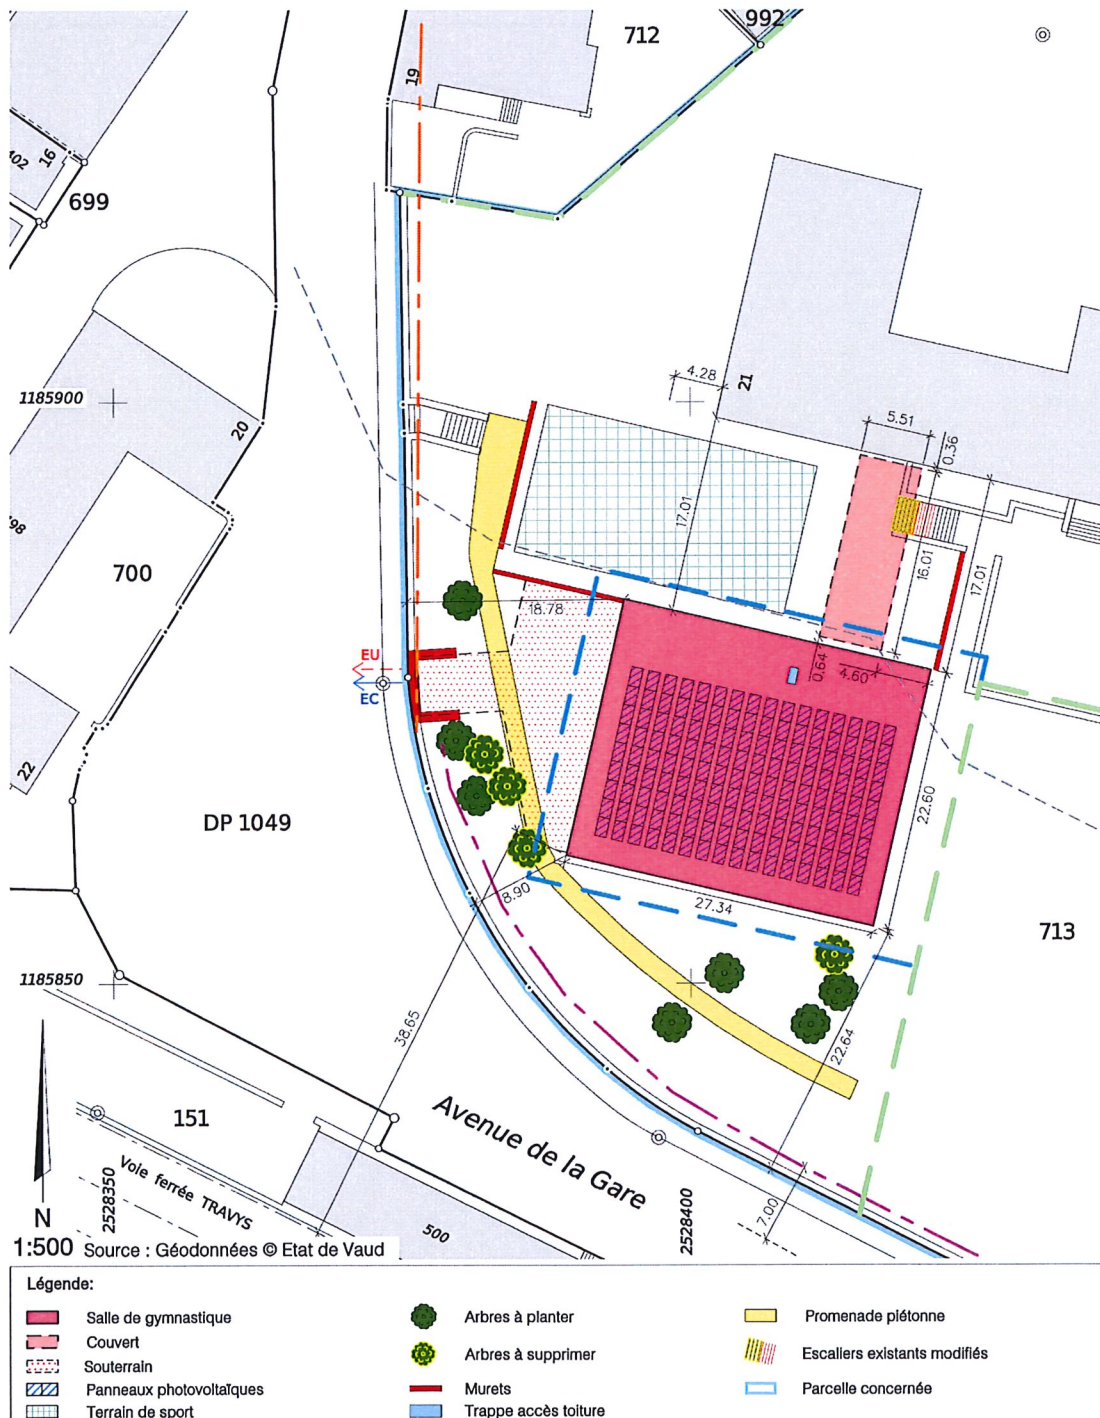 992
712
19
402
16
699
4.28
21
5.51
0.36
1185900
20
17.01
16.01
17.01
700
18.78
EU
EC
0.64
4.60
22
22.60
DP 1049
8.90
27.34
713
1185850
38.65
22.64
151
Avenue de la Gare
Voie ferrée TRAVYS
2528350
500
2528400
7.00
N
1:500 Source : Géodonnées © Etat de Vaud
Légende:
Salle de gymnastique
Couvert
Souterrain
Panneaux photovoltaïques
Terrain de sport
Arbres à planter
Arbres à supprimer
Murets
Trappe accès toiture
Promenade piétonne
Escaliers existants modifiés
Parcelle concernée